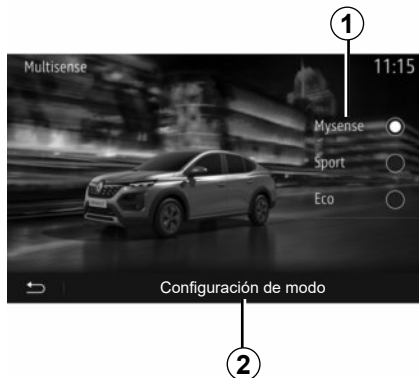 1
Multisense 11:15
Mysense
Sport
Eco
Configuración de modo
2